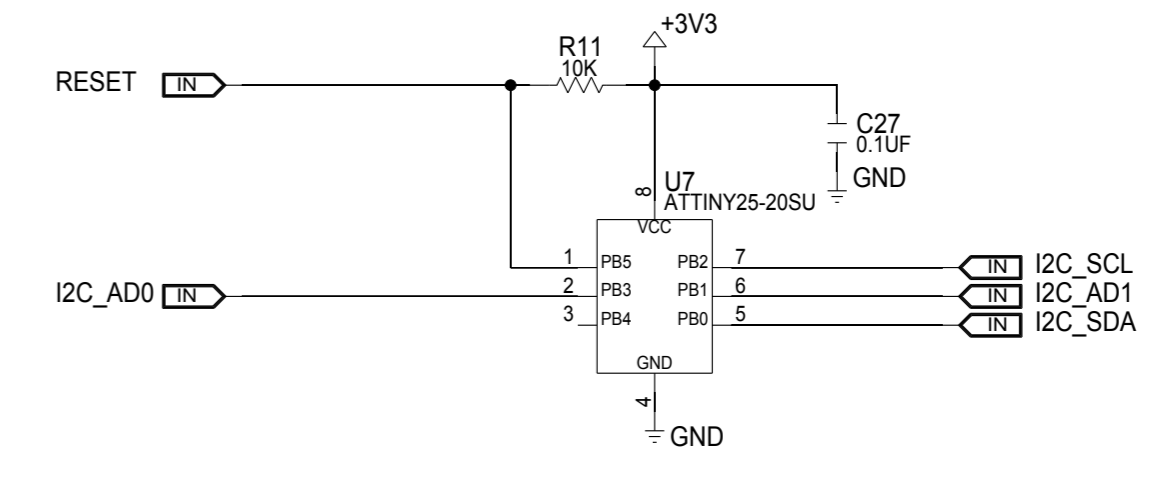 +3V3
R11
10K
RESET IN
C27
0.1UF
GND
8
U7
ATTINY25-20SU
VCC
1 PB5 PB2 7 IN I2C_SCL
I2C_AD0 IN 2 PB3 PB1 6 IN I2C_AD1
3 PB4 PB0 5 IN I2C_SDA
GND
4
GND